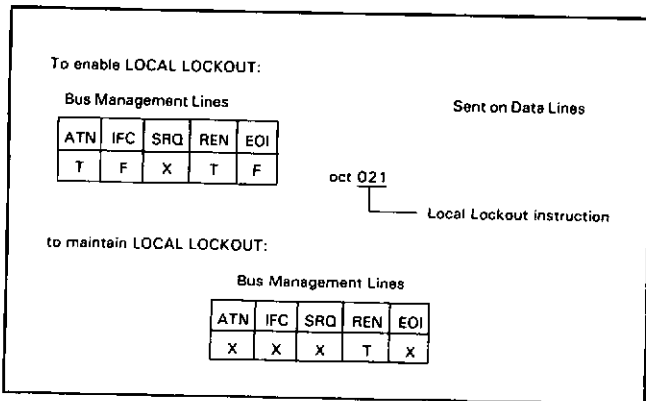 To enable LOCAL LOCKOUT:
Bus Management Lines
Sent on Data Lines
ATN IFC SRQ REN EOI
T F X T F
oct 021
Local Lockout instruction
to maintain LOCAL LOCKOUT:
Bus Management Lines
ATN IFC SRQ REN EOI
X X X T X